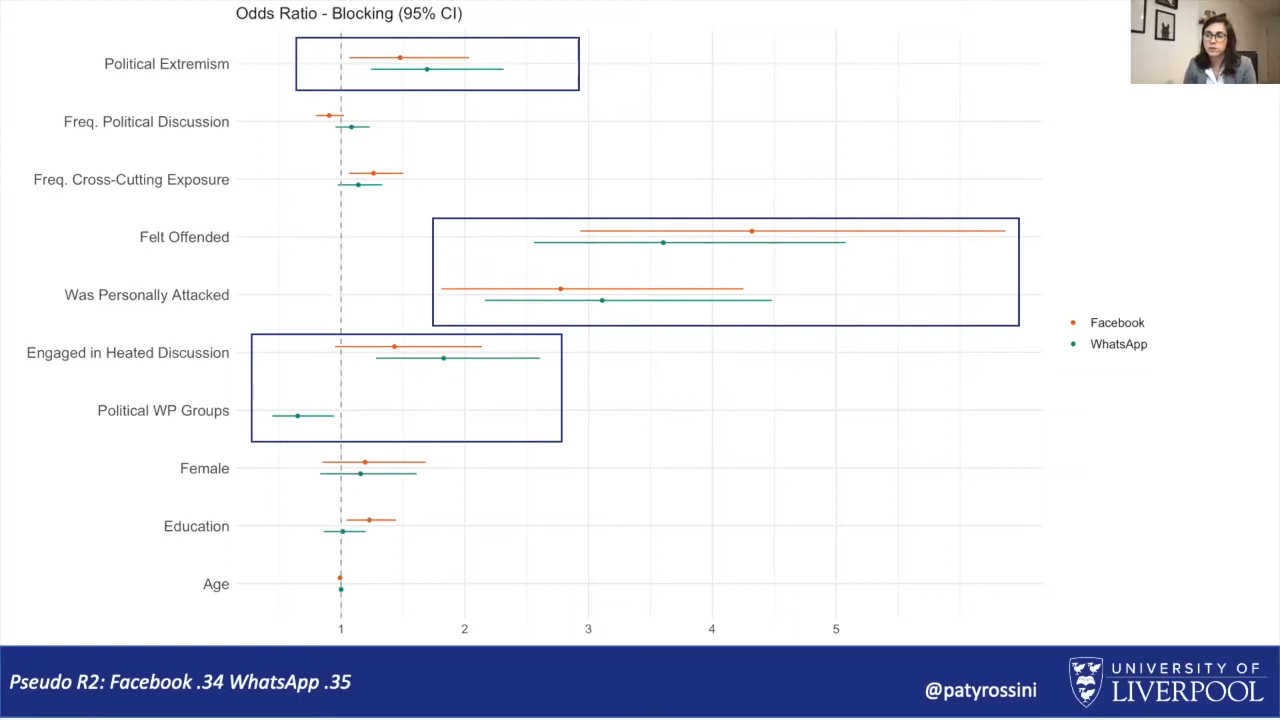 Odds Ratio - Blocking (95% CI)
Political Extremism
Freq. Political Discussion
Freq. Cross-Cutting Exposure
Felt Offended
Was Personally Attacked
Engaged in Heated Discussion
Political WP Groups
Female
Education
Age
1 2 3 4 5
Facebook
WhatsApp
Pseudo R2: Facebook .34 WhatsApp .35
@patyrossini
UNIVERSITY OF
LIVERPOOL